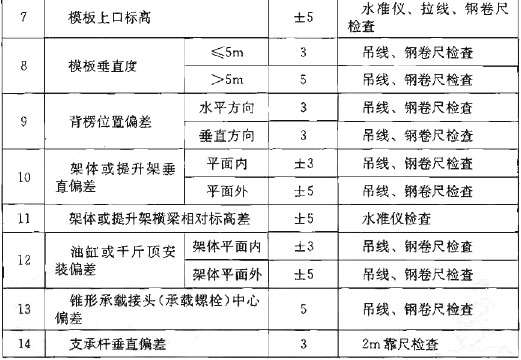 7 模板上口标高 ±5 水准仪、拉线、钢卷尺
检查
8 模板垂直度 ≤5m 3 吊线、钢卷尺检查
>5m 5 吊线、钢卷尺检查
9 背楞位置偏差 水平方向 3 吊线、钢卷尺检查
垂直方向 3 吊线、钢卷尺检查
10 架体或提升架垂
直偏差 平面内 ±3 吊线、钢卷尺检查
平面外 ±5 吊线、钢卷尺检查
11 架体或提升架横梁相对标高差 ±5 水准仪检查
12 油缸或千斤顶安
装偏差 架体平面内 ±3 吊线、钢卷尺检查
架体平面外 ±5 吊线、钢卷尺检查
13 锥形承载接头(承载螺栓)中心
偏差 5 吊线、钢卷尺检查
14 支承杆垂直偏差 3 2m靠尺检查